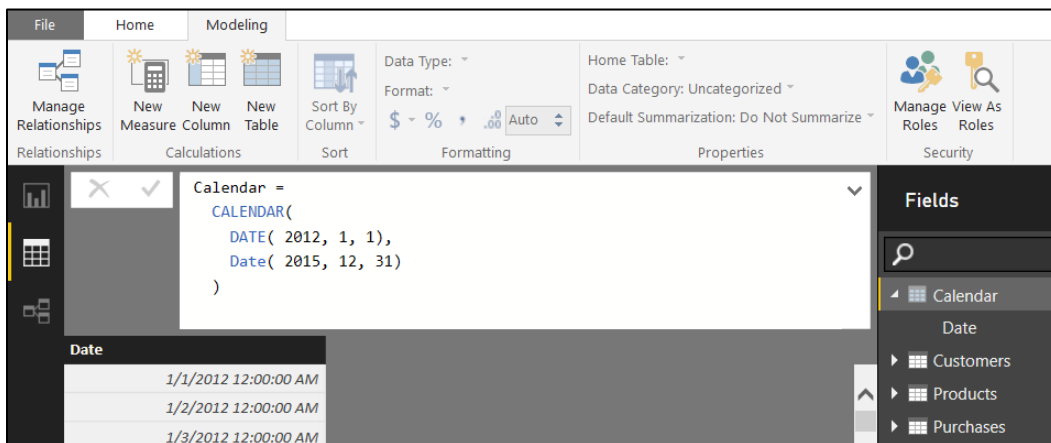 File Home Modeling
Data Type:
Format:
$ % , .00 Auto
Home Table:
Data Category: Uncategorized
Default Summarization: Do Not Summarize
Manage Relationships
New Measure
New Column
New Table
Sort By Column
Manage Roles
View As Roles
Relationships Calculations Sort Formatting Properties Security
Calendar =
CALENDAR(
DATE( 2012, 1, 1),
Date( 2015, 12, 31)
)
Date
1/1/2012 12:00:00 AM
1/2/2012 12:00:00 AM
1/3/2012 12:00:00 AM
Fields
Calendar
Date
Customers
Products
Purchases